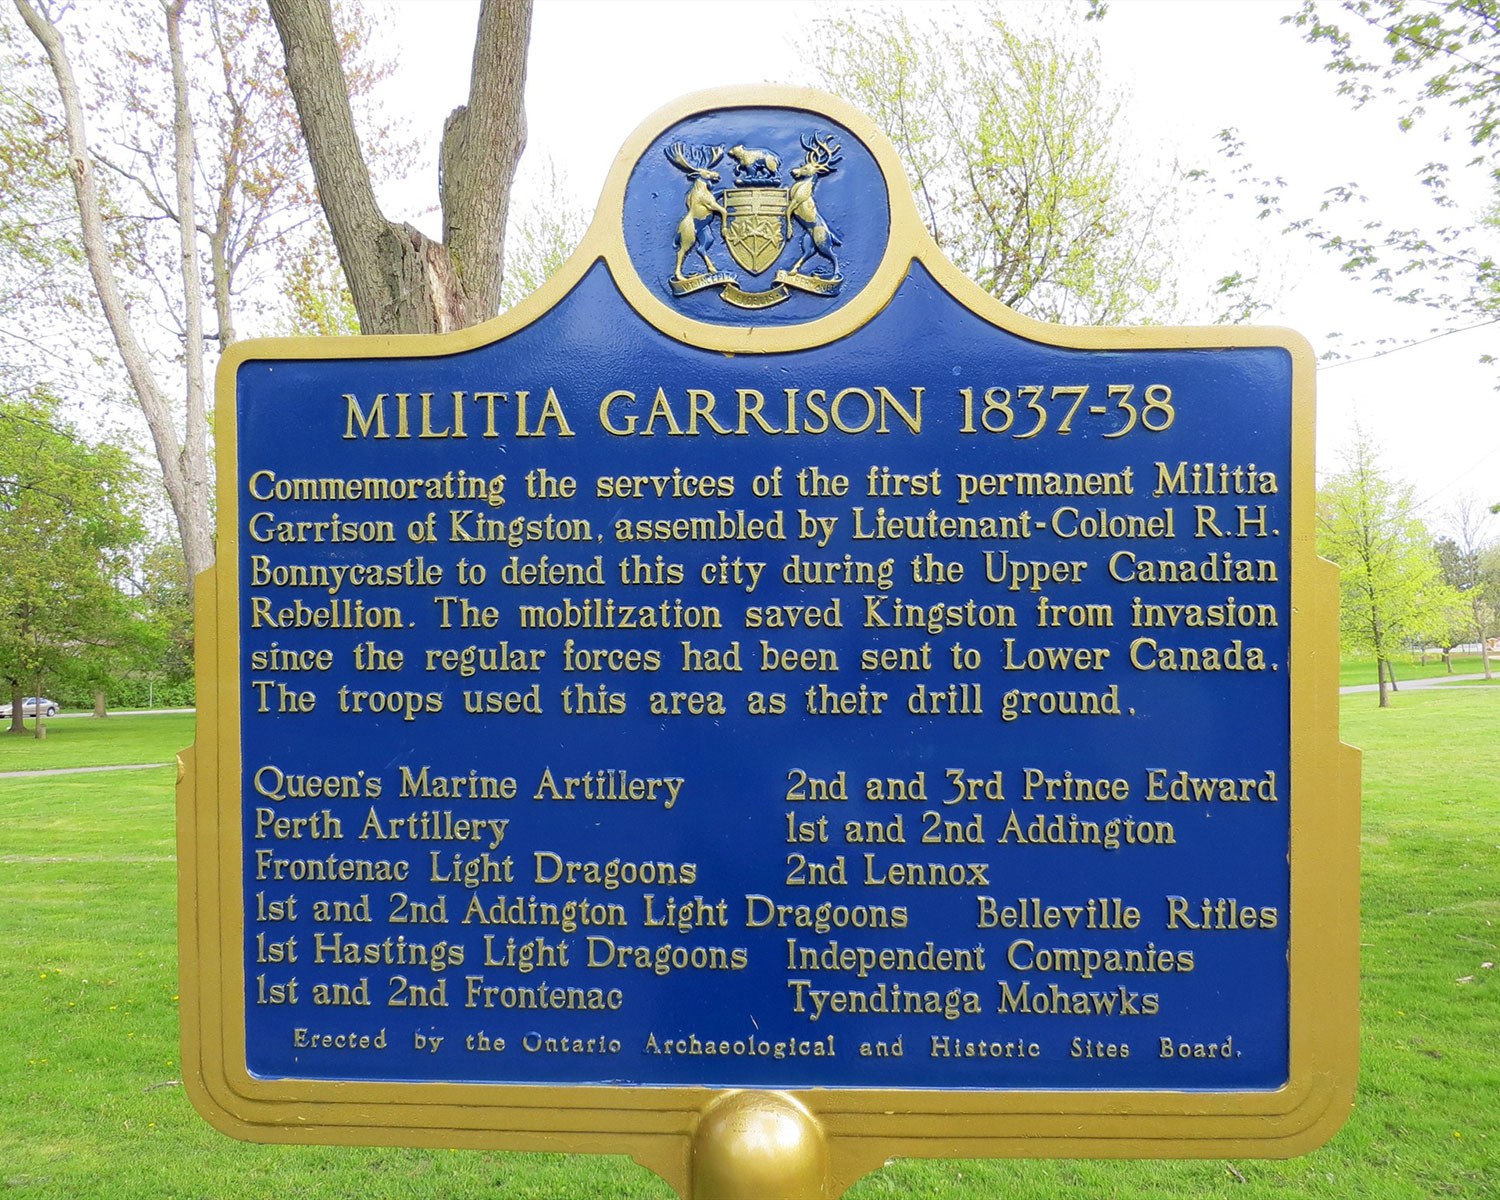 MILITIA GARRISON 1837-38
Commemorating the services of the first permanent Militia
Garrison of Kingston, assembled by Lieutenant-Colonel R.H.
Bonnycastle to defend this city during the Upper Canadian
Rebellion. The mobilization saved Kingston from invasion
since the regular forces had been sent to Lower Canada.
The troops used this area as their drill ground.
Queen's Marine Artillery
Perth Artillery
Frontenac Light Dragoons
1st and 2nd Addington Light Dragoons
1st Hastings Light Dragoons
1st and 2nd Frontenac
2nd and 3rd Prince Edward
1st and 2nd Addington
2nd Lennox
Belleville Rifles
Independent Companies
Tyendinaga Mohawks
Erected by the Ontario Archaeological and Historic Sites Board.